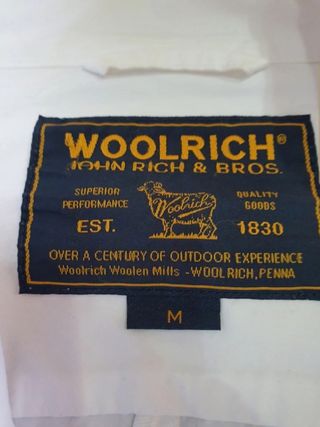 WOOLRICH®
JOHN RICH & BROS.
SUPERIOR
PERFORMANCE
EST.
Woolrich
QUALITY
GOODS
1830
OVER A CENTURY OF OUTDOOR EXPERIENCE
Woolrich Woolen Mills - WOOLRICH, PENNA
M